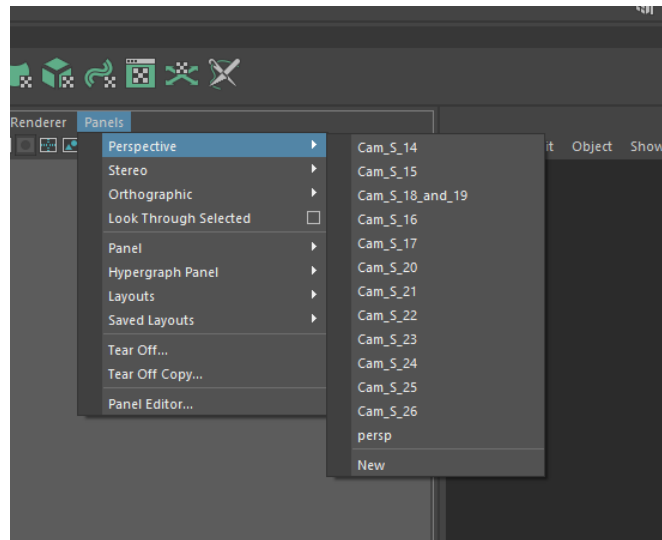 Renderer Panels
Perspective
Stereo
Orthographic
Look Through Selected
Panel
Hypergraph Panel
Layouts
Saved Layouts
Tear Off...
Tear Off Copy...
Panel Editor...
Cam_S_14
Cam_S_15
Cam_S_18_and_19
Cam_S_16
Cam_S_17
Cam_S_20
Cam_S_21
Cam_S_22
Cam_S_23
Cam_S_24
Cam_S_25
Cam_S_26
persp
New
it Object Show